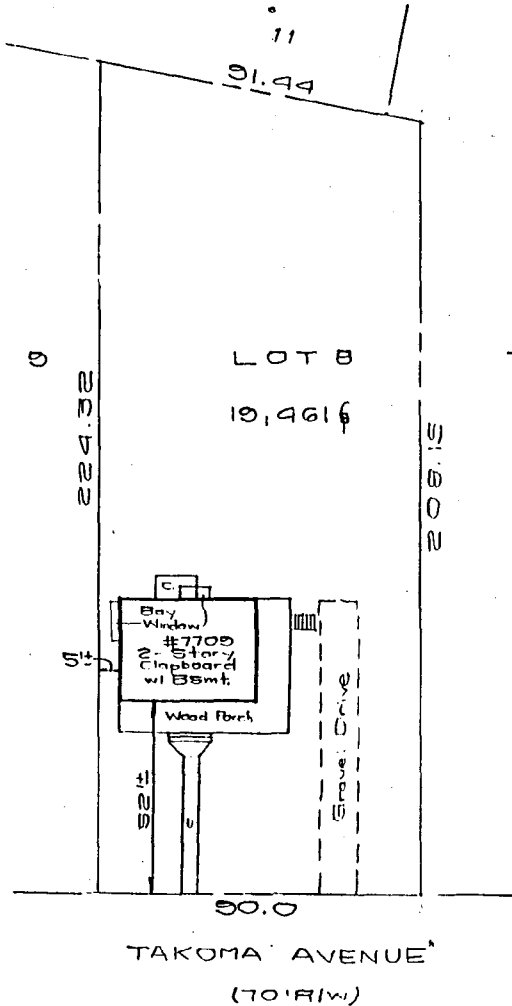 11
91.44
9
LOT 8
19,461 ⌿
224.32
208.15
C.
Bay
Window
#7709
2-Story
Clapboard
w/ Bsmt.
5'±
Wood Porch
52'±
c
Gravel Drive
90.0
TAKOMA AVENUE
(70' R/W)